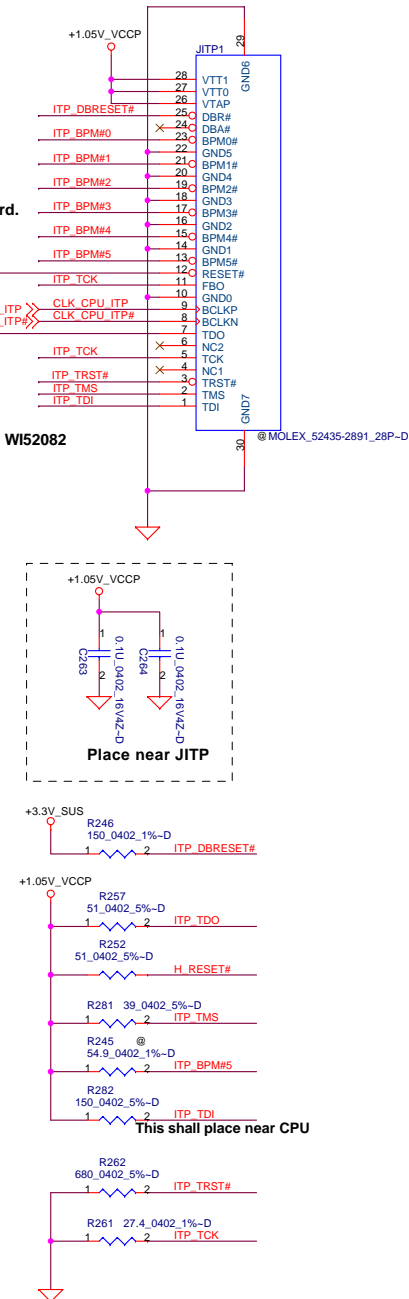 +1.05V_VCCP
JITP1
29
GND6
28 VTT1
27 VTT0
26 VTAP
ITP_DBRESET# 25 DBR#
24 DBA#
ITP_BPM#0 23 BPM0#
22 GND5
ITP_BPM#1 21 BPM1#
20 GND4
ITP_BPM#2 19 BPM2#
18 GND3
rd.
ITP_BPM#3 17 BPM3#
16 GND2
ITP_BPM#4 15 BPM4#
14 GND1
ITP_BPM#5 13 BPM5#
12 RESET#
ITP_TCK 11 FBO
10 GND0
_ITP CLK_CPU_ITP 9 BCLKP
_ITP# CLK_CPU_ITP# 8 BCLKN
7 TDO
6 NC2
ITP_TCK 5 TCK
4 NC1
ITP_TRST# 3 TRST#
ITP_TMS 2 TMS
ITP_TDI 1 TDI
GND7
30
WI52082
@MOLEX_52435-2891_28P~D
+1.05V_VCCP
1
2
C263
0.1U_0402_16V4Z~D
1
2
C264
0.1U_0402_16V4Z~D
Place near JITP
+3.3V_SUS
R246
150_0402_1%~D
1 2 ITP_DBRESET#
+1.05V_VCCP
R257
51_0402_5%~D
1 2 ITP_TDO
R252
51_0402_5%~D
H_RESET#
R281 39_0402_5%~D
1 2 ITP_TMS
R245 @
54.9_0402_1%~D
1 2 ITP_BPM#5
R282
150_0402_5%~D
1 2 ITP_TDI
This shall place near CPU
R262
680_0402_5%~D
1 2 ITP_TRST#
R261 27.4_0402_1%~D
1 2 ITP_TCK